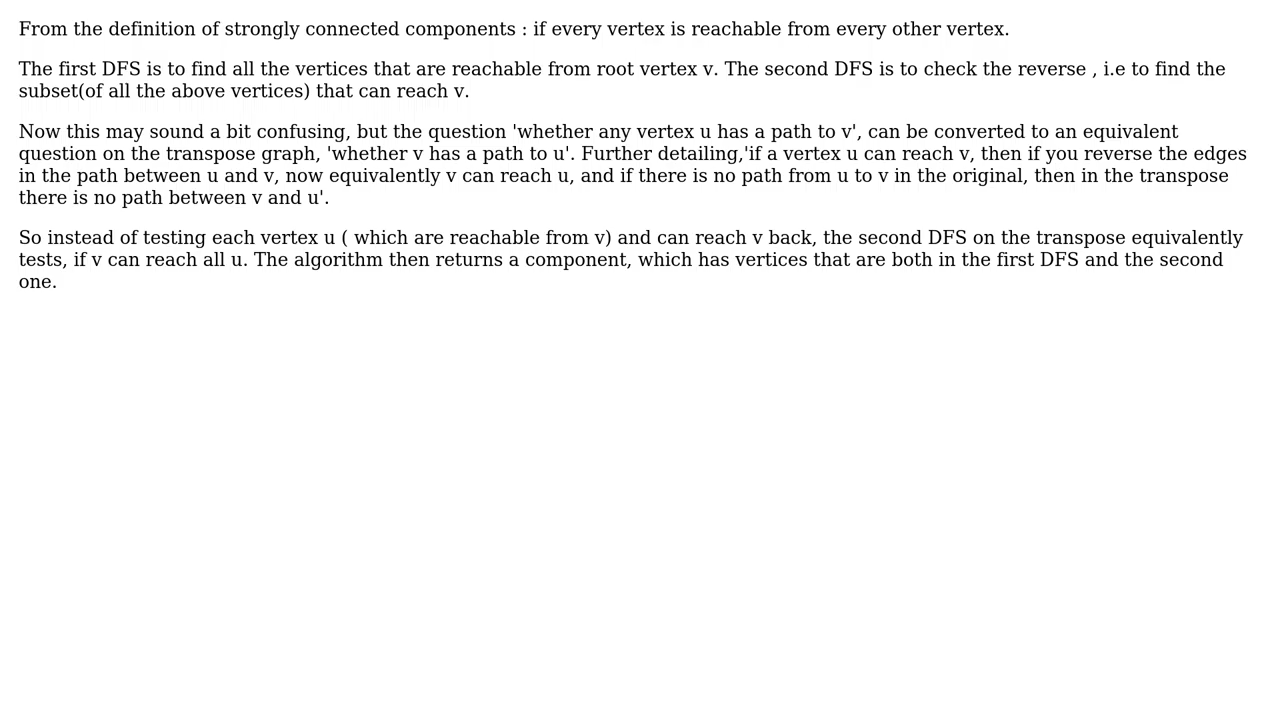 From the definition of strongly connected components : if every vertex is reachable from every other vertex.
The first DFS is to find all the vertices that are reachable from root vertex v. The second DFS is to check the reverse , i.e to find the
subset(of all the above vertices) that can reach v.
Now this may sound a bit confusing, but the question 'whether any vertex u has a path to v', can be converted to an equivalent
question on the transpose graph, 'whether v has a path to u'. Further detailing,'if a vertex u can reach v, then if you reverse the edges
in the path between u and v, now equivalently v can reach u, and if there is no path from u to v in the original, then in the transpose
there is no path between v and u'.
So instead of testing each vertex u ( which are reachable from v) and can reach v back, the second DFS on the transpose equivalently
tests, if v can reach all u. The algorithm then returns a component, which has vertices that are both in the first DFS and the second
one.